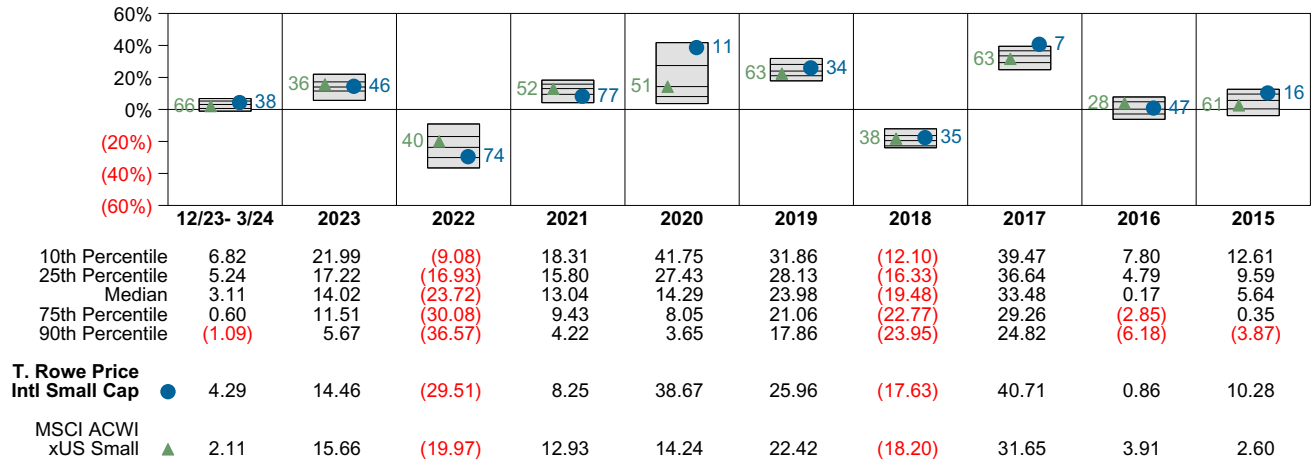 60%
40%
20%
0%
(20%)
(40%)
(60%)
66 38 36 46 40 74 52 77 51 11 63 34 38 35 63 7 28 47 61 16
12/23- 3/24 2023 2022 2021 2020 2019 2018 2017 2016 2015
10th Percentile 6.82 21.99 (9.08) 18.31 41.75 31.86 (12.10) 39.47 7.80 12.61
25th Percentile 5.24 17.22 (16.93) 15.80 27.43 28.13 (16.33) 36.64 4.79 9.59
Median 3.11 14.02 (23.72) 13.04 14.29 23.98 (19.48) 33.48 0.17 5.64
75th Percentile 0.60 11.51 (30.08) 9.43 8.05 21.06 (22.77) 29.26 (2.85) 0.35
90th Percentile (1.09) 5.67 (36.57) 4.22 3.65 17.86 (23.95) 24.82 (6.18) (3.87)
T. Rowe Price
Intl Small Cap 4.29 14.46 (29.51) 8.25 38.67 25.96 (17.63) 40.71 0.86 10.28
MSCI ACWI
xUS Small 2.11 15.66 (19.97) 12.93 14.24 22.42 (18.20) 31.65 3.91 2.60